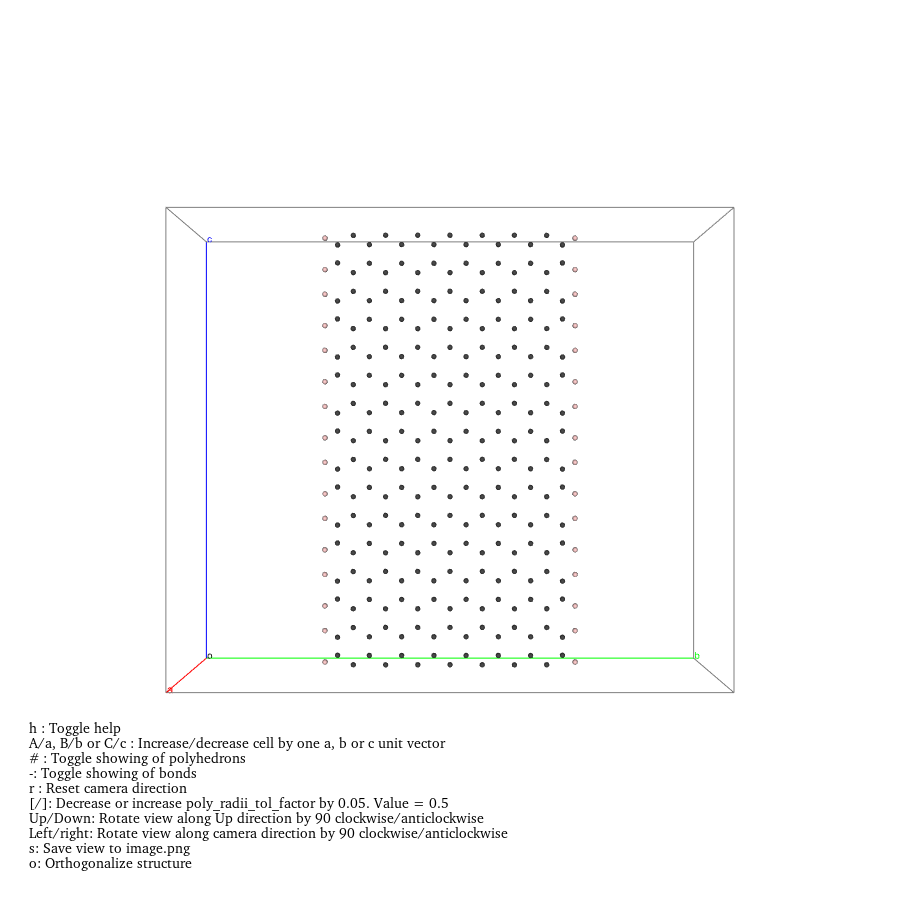 c
o
b
a
h : Toggle help
A/a, B/b or C/c : Increase/decrease cell by one a, b or c unit vector
# : Toggle showing of polyhedrons
-: Toggle showing of bonds
r : Reset camera direction
[/]: Decrease or increase poly_radii_tol_factor by 0.05. Value = 0.5
Up/Down: Rotate view along Up direction by 90 clockwise/anticlockwise
Left/right: Rotate view along camera direction by 90 clockwise/anticlockwise
s: Save view to image.png
o: Orthogonalize structure